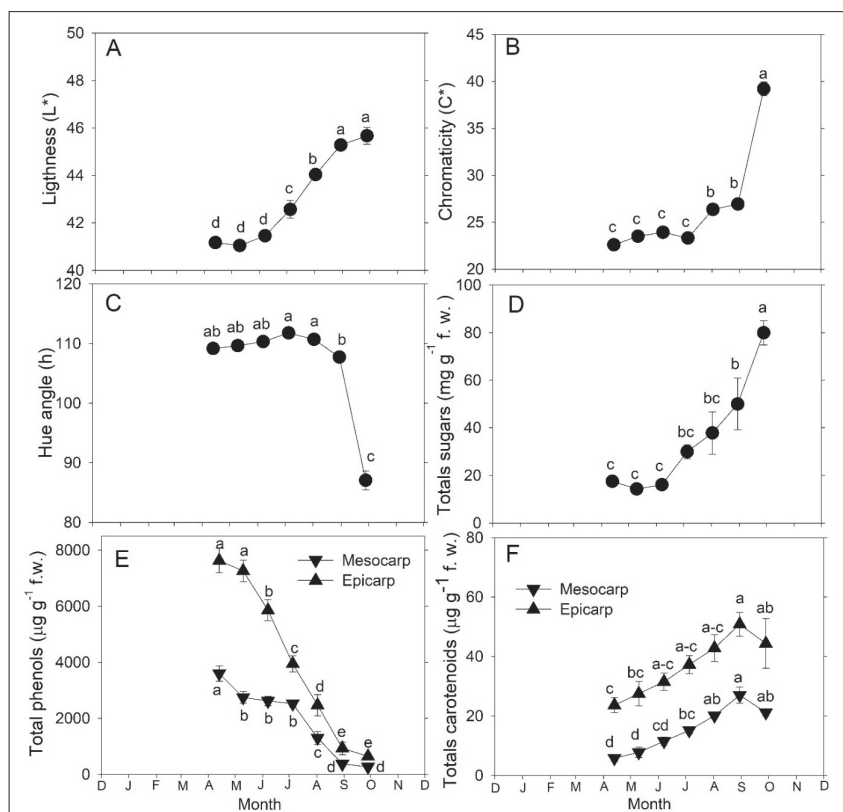 A
Ligthness (L*)
50
48
46
44
42
40
d d d c b a a
B
Chromaticity (C*)
45
40
35
30
25
20
c c c c b b a
C
Hue angle (h)
120
110
100
90
80
ab ab ab a a b c
D
Totals sugars (mg g-1 f. w.)
100
80
60
40
20
0
c c c bc bc b a
E
Total phenols (µg g-1 f.w.)
8000
6000
4000
2000
0
Mesocarp
Epicarp
a a b c d e e
a b b b c d d
D J F M A M J J A S O N D
Month
F
Totals carotenoids (µg g-1 f. w.)
80
60
40
20
0
Mesocarp
Epicarp
c bc a-c a-c a-c a ab
d d cd bc ab a ab
D J F M A M J J A S O N D
Month